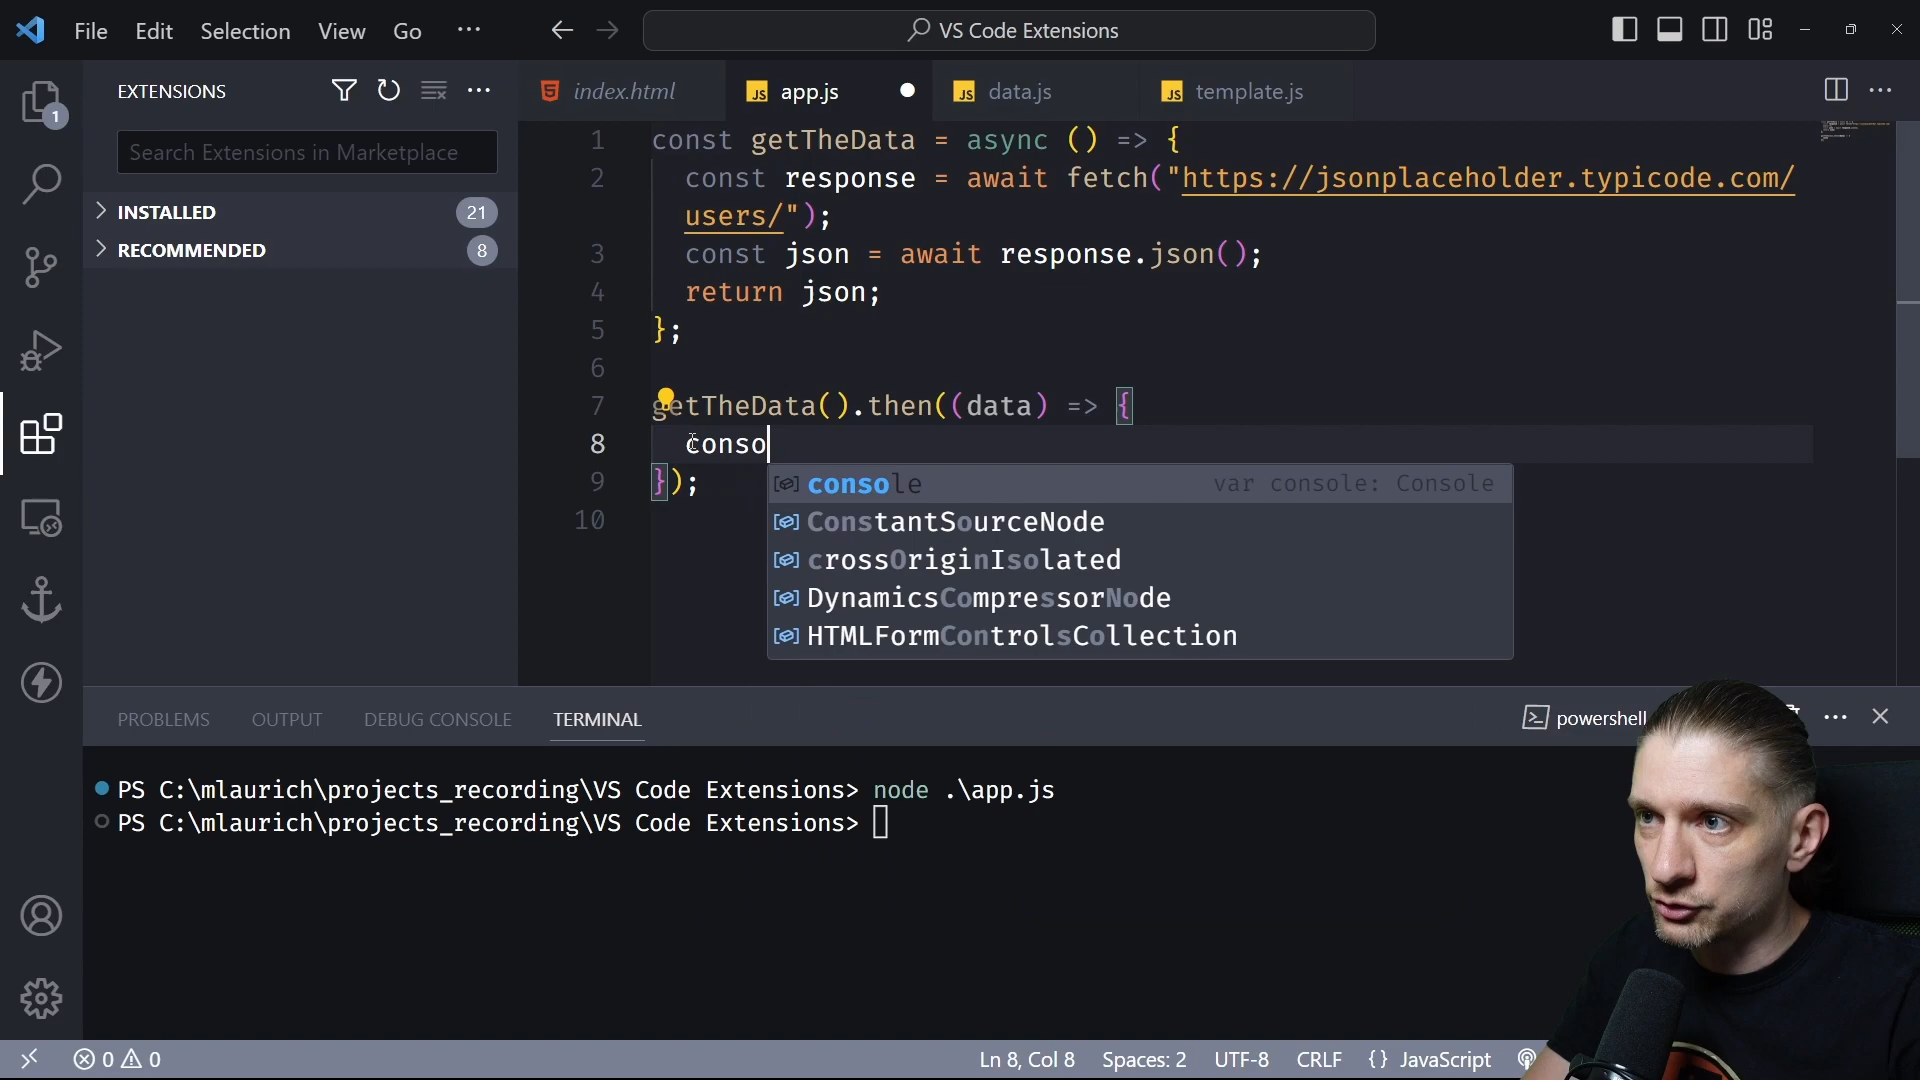 File Edit Selection View Go ··· VS Code Extensions
EXTENSIONS
1
Search Extensions in Marketplace
INSTALLED 21
RECOMMENDED 8
index.html app.js data.js template.js
1 const getTheData = async () => {
2 const response = await fetch("https://jsonplaceholder.typicode.com/
users/");
3 const json = await response.json();
4 return json;
5 };
6
7 getTheData().then((data) => {
8 conso
9 });
10
console var console: Console
ConstantSourceNode
crossOriginIsolated
DynamicsCompressorNode
HTMLFormControlsCollection
PROBLEMS OUTPUT DEBUG CONSOLE TERMINAL powershell
PS C:\mlaurich\projects_recording\VS Code Extensions> node .\app.js
PS C:\mlaurich\projects_recording\VS Code Extensions>
0 0 Ln 8, Col 8 Spaces: 2 UTF-8 CRLF {} JavaScript